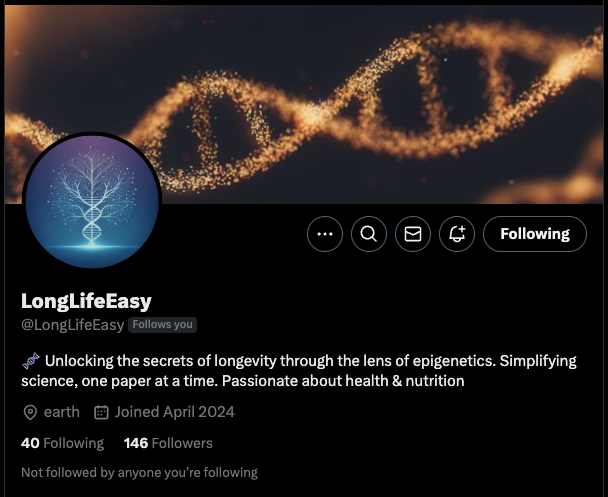 Following
LongLifeEasy
@LongLifeEasy Follows you
🧬 Unlocking the secrets of longevity through the lens of epigenetics. Simplifying
science, one paper at a time. Passionate about health & nutrition
earth Joined April 2024
40 Following 146 Followers
Not followed by anyone you're following